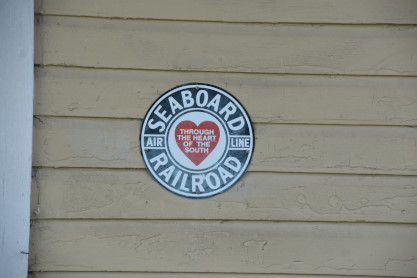 SEABOARD
AIR LINE
THROUGH
THE HEART
OF THE
SOUTH
RAILROAD